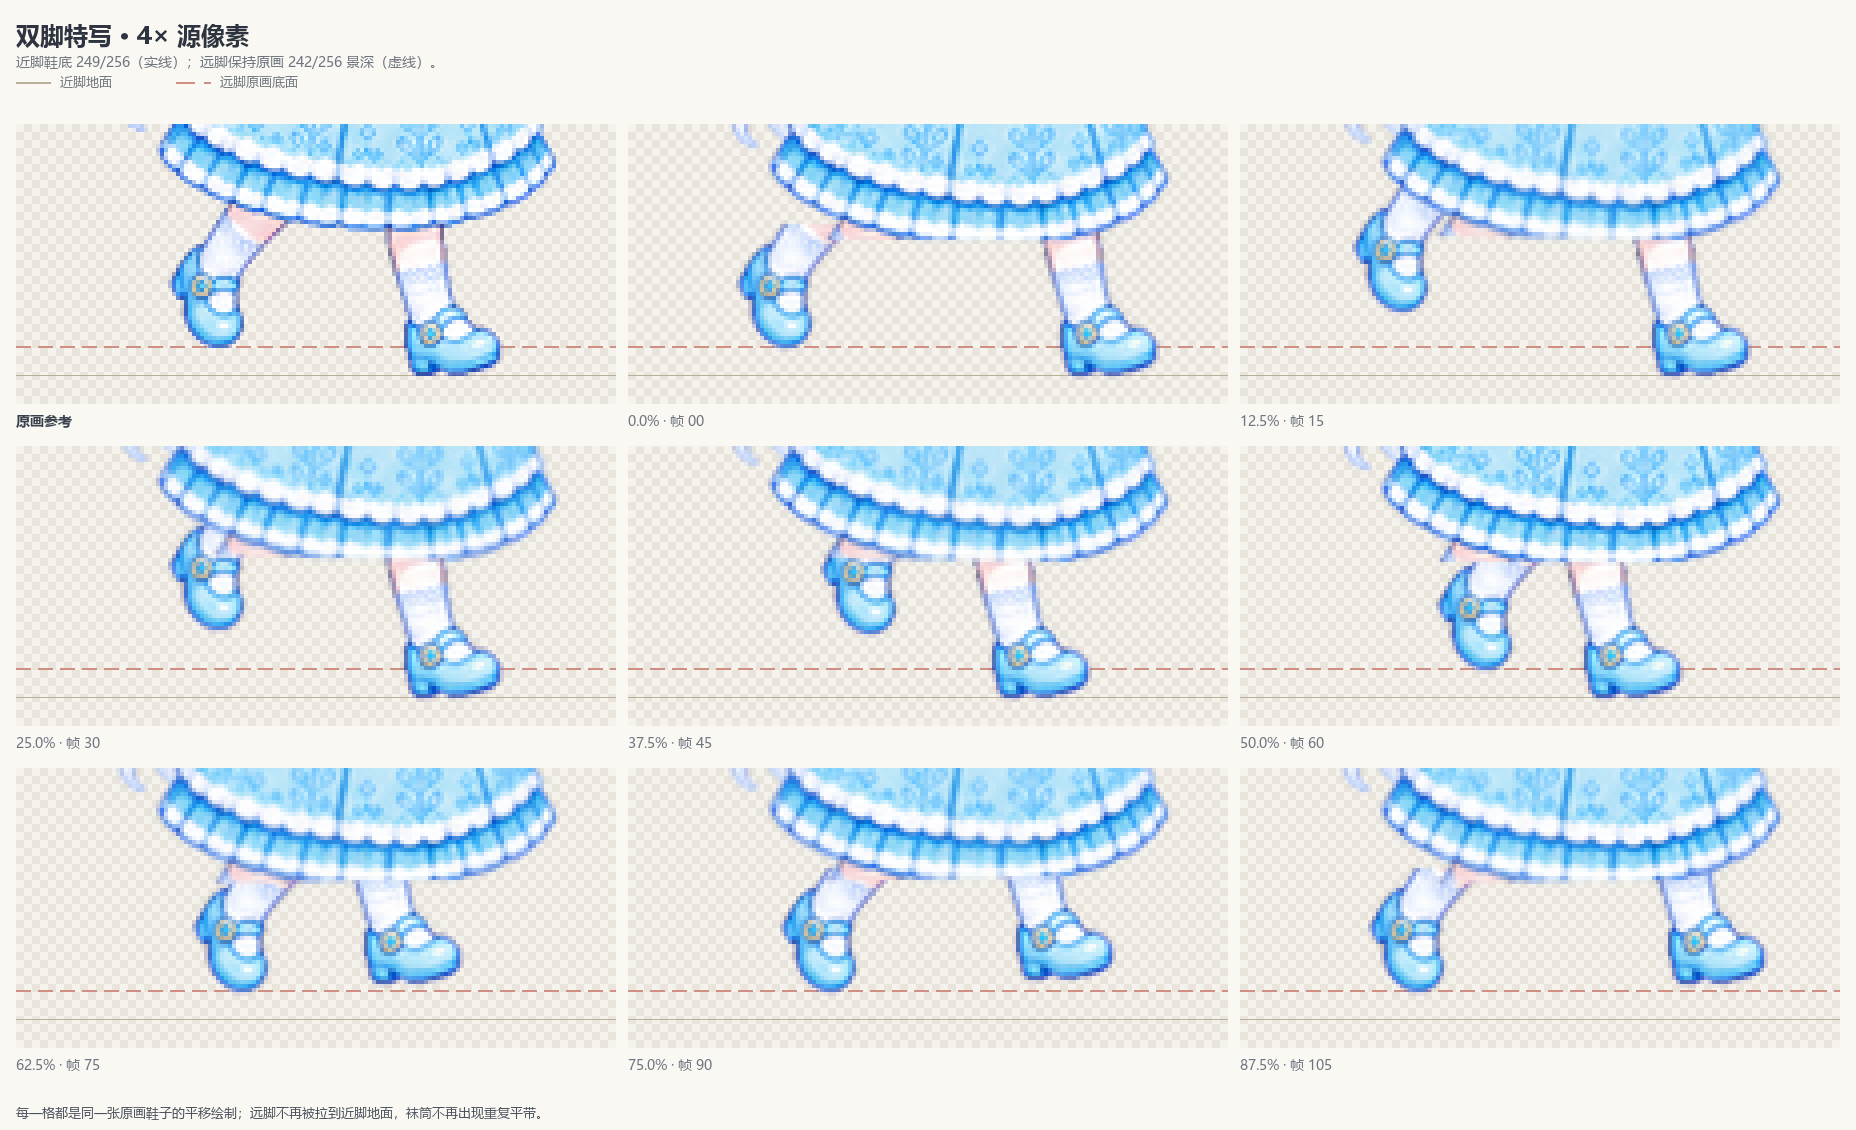 双脚特写 • 4× 源像素
近脚鞋底 249/256（实线）；远脚保持原画 242/256 景深（虚线）。
近脚地面 远脚原画底面
原画参考 0.0% · 帧 00 12.5% · 帧 15
25.0% · 帧 30 37.5% · 帧 45 50.0% · 帧 60
62.5% · 帧 75 75.0% · 帧 90 87.5% · 帧 105
每一格都是同一张原画鞋子的平移绘制；远脚不再被拉到近脚地面，袜筒不再出现重复平带。